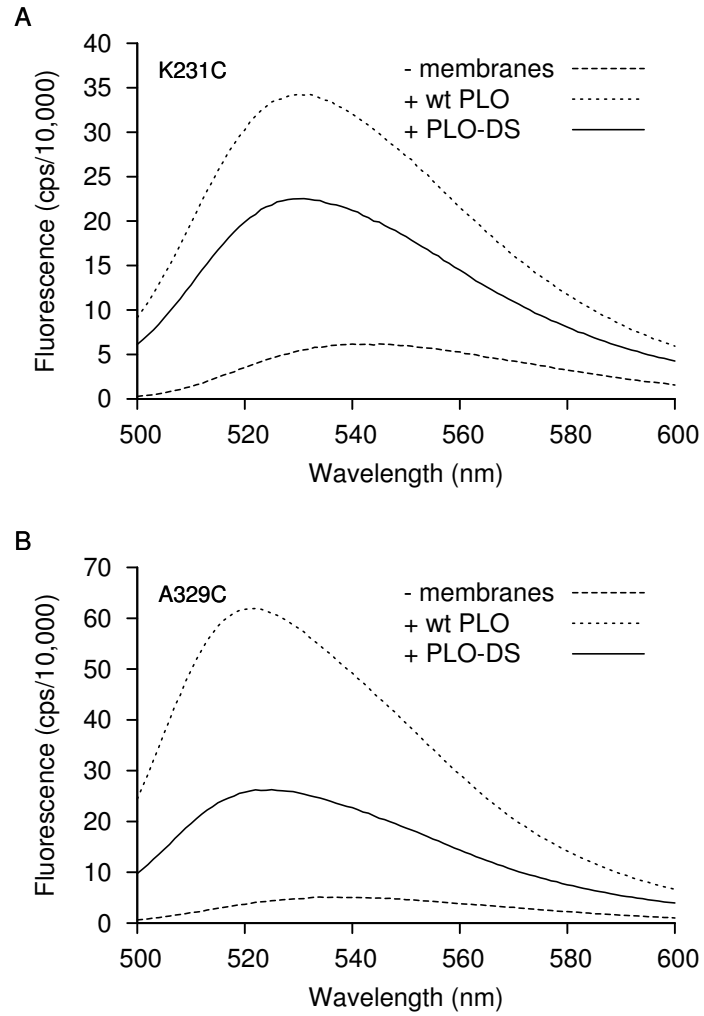 A
Fluorescence (cps/10,000)
40
35
30
25
20
15
10
5
0
K231C
- membranes
+ wt PLO
+ PLO-DS
500 520 540 560 580 600
Wavelength (nm)
B
Fluorescence (cps/10,000)
70
60
50
40
30
20
10
0
A329C
- membranes
+ wt PLO
+ PLO-DS
500 520 540 560 580 600
Wavelength (nm)